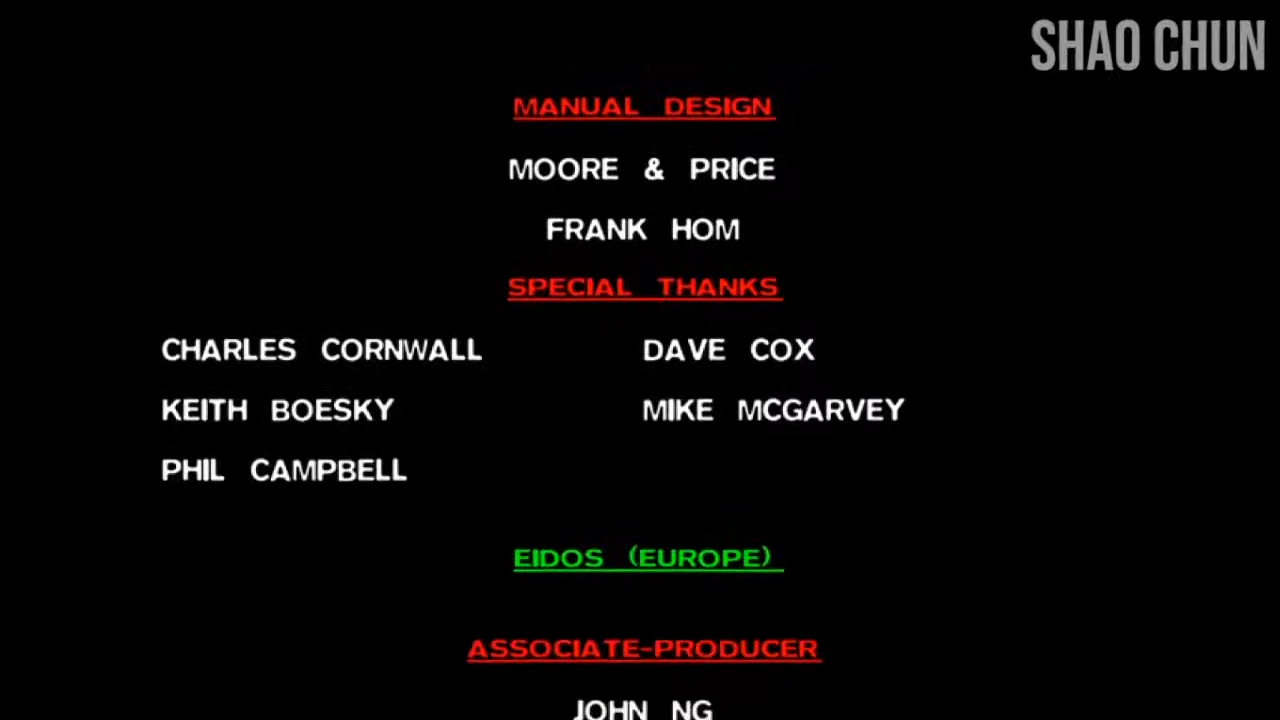 SHAO CHUN
MANUAL DESIGN
MOORE & PRICE
FRANK HOM
SPECIAL THANKS
CHARLES CORNWALL DAVE COX
KEITH BOESKY MIKE MCGARVEY
PHIL CAMPBELL
EIDOS (EUROPE)
ASSOCIATE-PRODUCER
JOHN NG